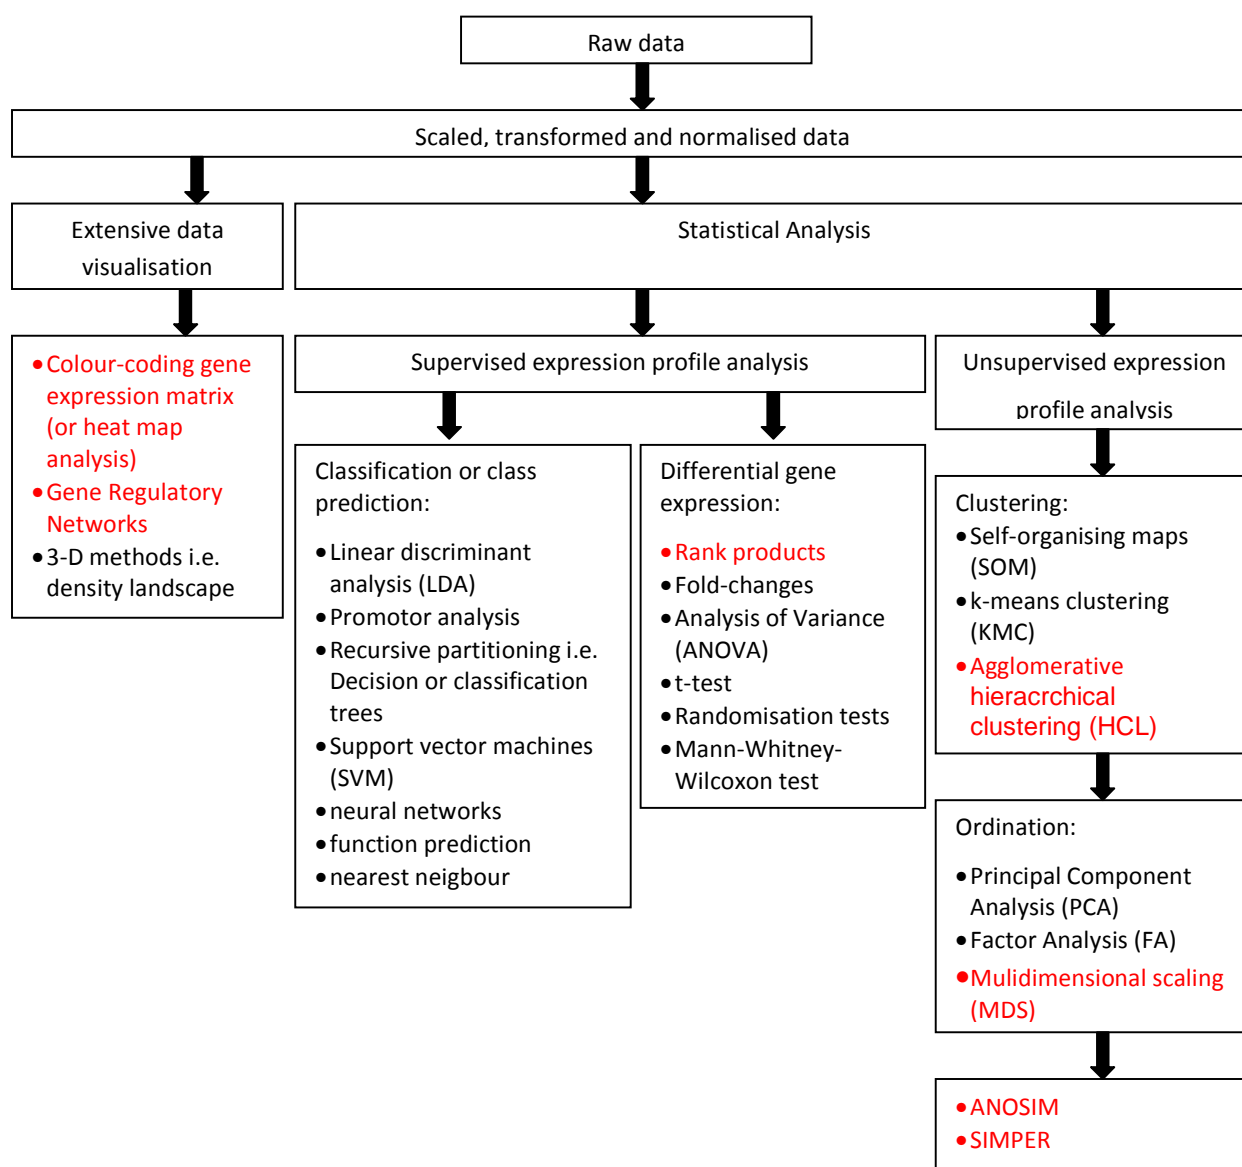 Raw data
Scaled, transformed and normalised data
Extensive data
visualisation
Statistical Analysis
•Colour-coding gene
expression matrix
(or heat map
analysis)
•Gene Regulatory
Networks
•3-D methods i.e.
density landscape
Supervised expression profile analysis
Classification or class
prediction:
•Linear discriminant
analysis (LDA)
•Promotor analysis
•Recursive partitioning i.e.
Decision or classification
trees
•Support vector machines
(SVM)
•neural networks
•function prediction
•nearest neigbour
Differential gene
expression:
•Rank products
•Fold-changes
•Analysis of Variance
(ANOVA)
•t-test
•Randomisation tests
•Mann-Whitney-
Wilcoxon test
Unsupervised expression
profile analysis
Clustering:
•Self-organising maps
(SOM)
•k-means clustering
(KMC)
•Agglomerative
hieracrchical
clustering (HCL)
Ordination:
•Principal Component
Analysis (PCA)
•Factor Analysis (FA)
•Mulidimensional scaling
(MDS)
•ANOSIM
•SIMPER